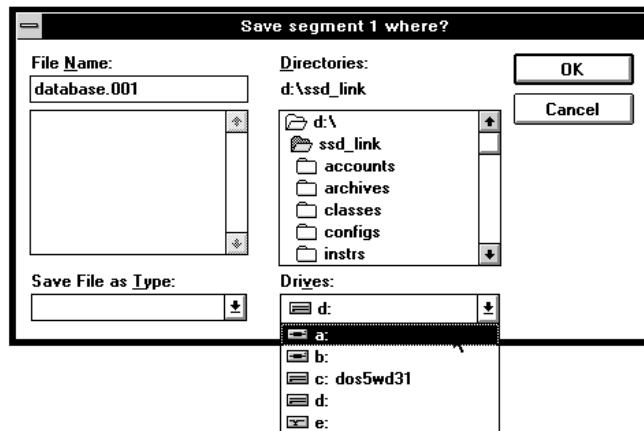 Save segment 1 where?
File Name:
database.001
Directories:
d:\ssd_link
OK
Cancel
d:\
ssd_link
accounts
archives
classes
configs
instrs
Save File as Type:
Drives:
d:
a:
b:
c: dos5wd31
d:
e: